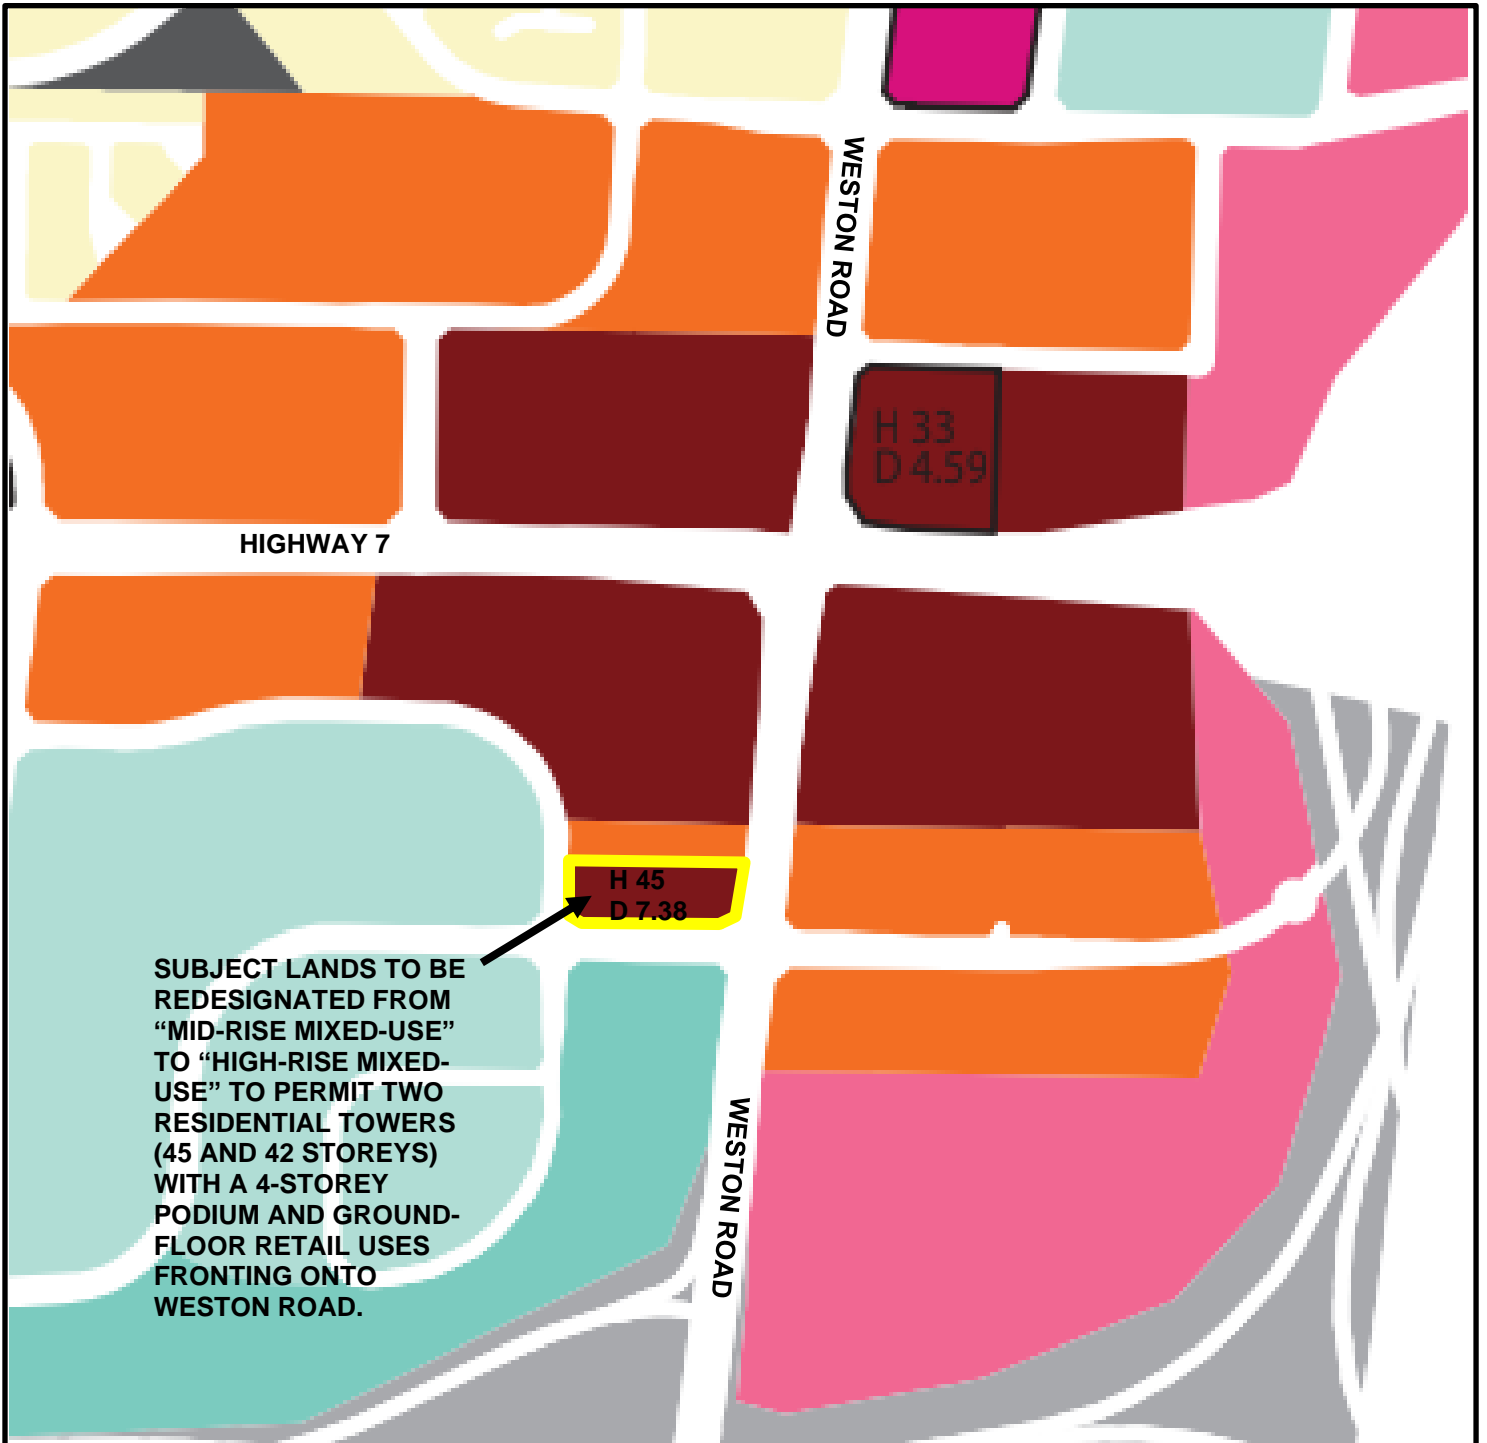 WESTON ROAD
H 33
D 4.59
HIGHWAY 7
H 45
D 7.38
SUBJECT LANDS TO BE
REDESIGNATED FROM
“MID-RISE MIXED-USE”
TO “HIGH-RISE MIXED-
USE” TO PERMIT TWO
RESIDENTIAL TOWERS
(45 AND 42 STOREYS)
WITH A 4-STOREY
PODIUM AND GROUND-
FLOOR RETAIL USES
FRONTING ONTO
WESTON ROAD.
WESTON ROAD